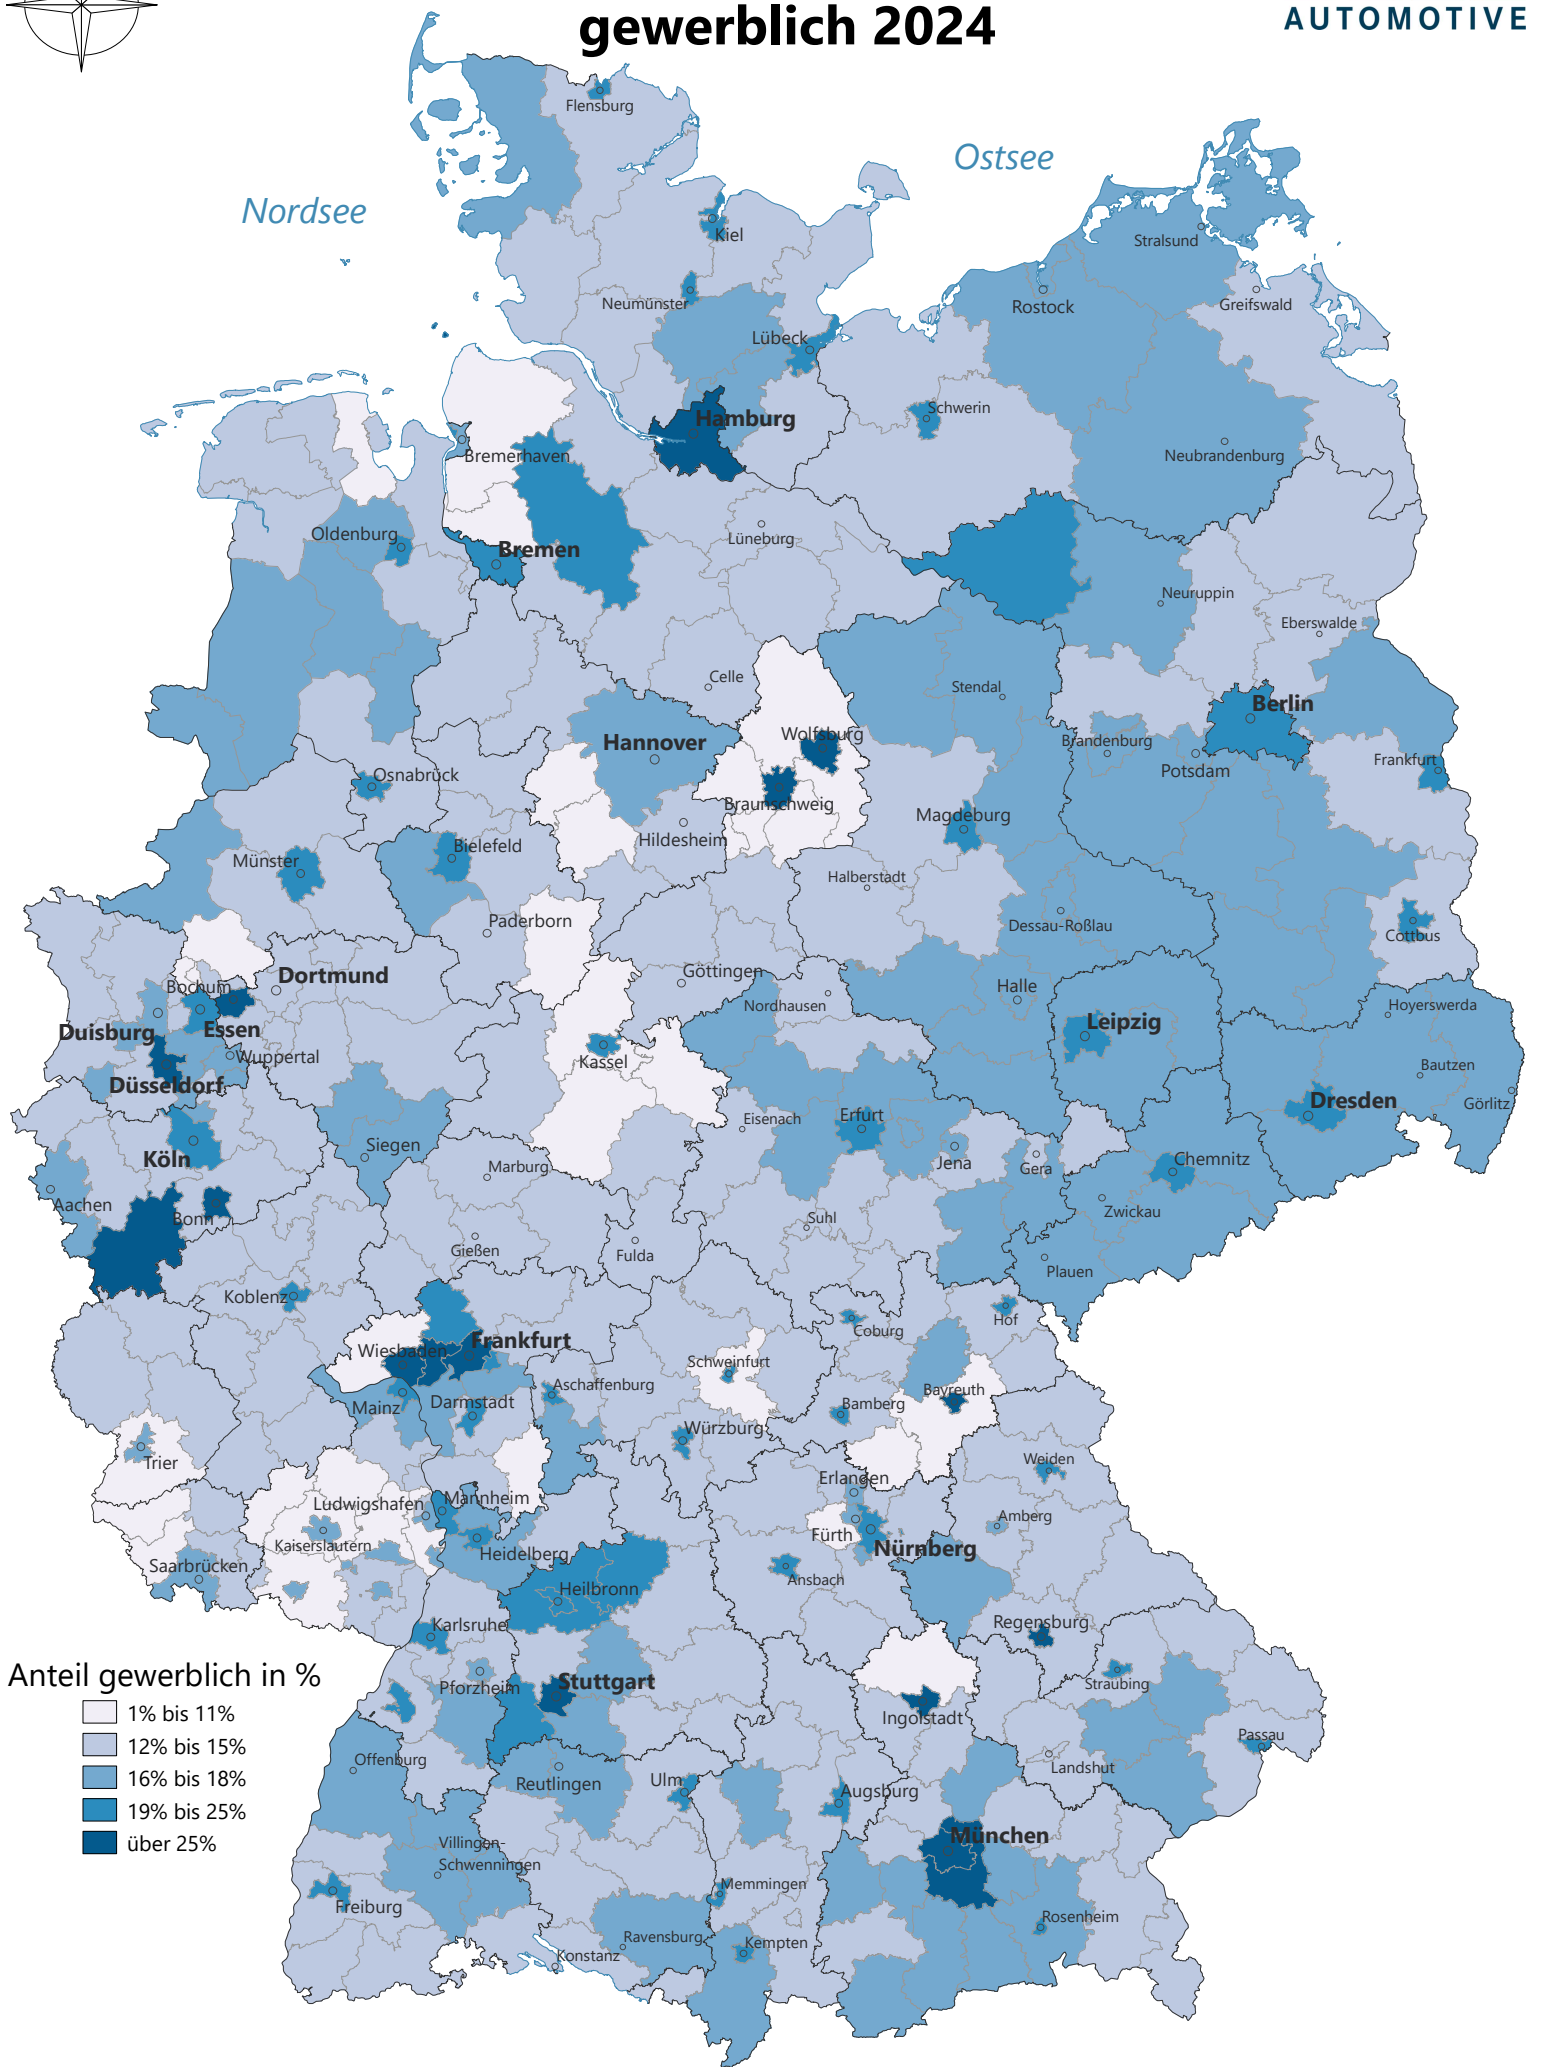 gewerblich 2024
AUTOMOTIVE
Flensburg
Ostsee
Nordsee
Kiel
Stralsund
Neumünster
Rostock
Greifswald
Lübeck
Hamburg
Schwerin
Bremerhaven
Neubrandenburg
Oldenburg
Lüneburg
Bremen
Neuruppin
Eberswalde
Celle
Stendal
Berlin
Wolfsburg
Hannover
Brandenburg
Frankfurt
Potsdam
Osnabrück
Braunschweig
Magdeburg
Hildesheim
Bielefeld
Münster
Halberstadt
Paderborn
Dessau-Roßlau
Cottbus
Göttingen
Dortmund
Bochum
Halle
Nordhausen
Hoyerswerda
Leipzig
Duisburg
Essen
Wuppertal
Kassel
Bautzen
Düsseldorf
Dresden
Görlitz
Eisenach
Erfurt
Siegen
Köln
Marburg
Jena
Gera
Chemnitz
Aachen
Bonn
Zwickau
Suhl
Gießen
Fulda
Plauen
Koblenz
Hof
Coburg
Frankfurt
Wiesbaden
Schweinfurt
Aschaffenburg
Bayreuth
Mainz
Darmstadt
Bamberg
Würzburg
Trier
Weiden
Erlangen
Ludwigshafen
Mannheim
Amberg
Fürth
Kaiserslautern
Nürnberg
Heidelberg
Saarbrücken
Ansbach
Heilbronn
Regensburg
Karlsruhe
Anteil gewerblich in %
1% bis 11%
12% bis 15%
16% bis 18%
19% bis 25%
über 25%
Stuttgart
Straubing
Pforzheim
Ingolstadt
Passau
Offenburg
Landshut
Reutlingen
Ulm
Augsburg
München
Villingen-
Schwenningen
Memmingen
Freiburg
Rosenheim
Ravensburg
Kempten
Konstanz